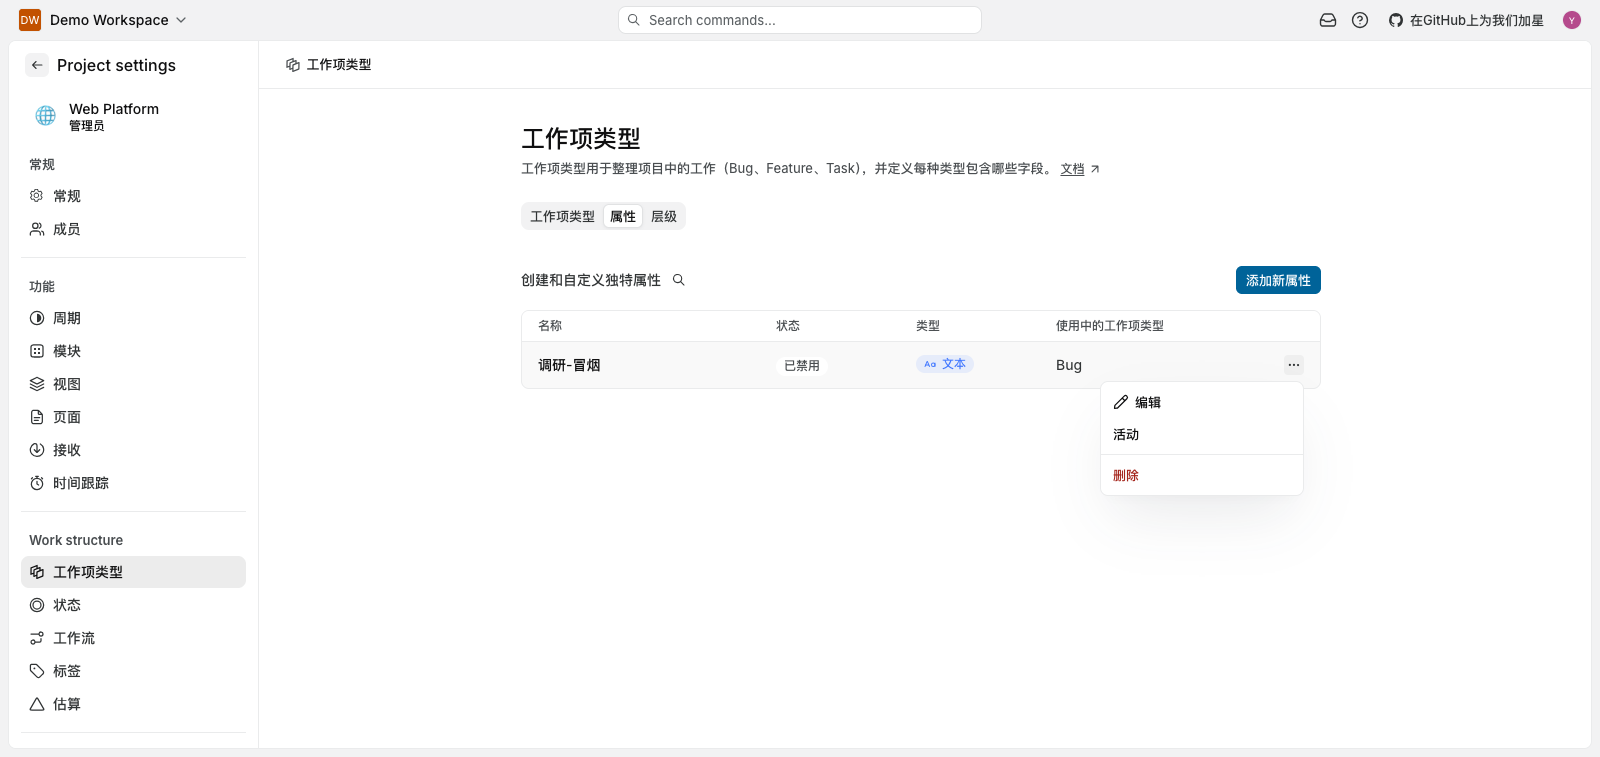 DW Demo Workspace
Search commands...
在GitHub上为我们加星
Y
Project settings
Web Platform
管理员
常规
常规
成员
功能
周期
模块
视图
页面
接收
时间跟踪
Work structure
工作项类型
状态
工作流
标签
估算
工作项类型
工作项类型
工作项类型用于整理项目中的工作（Bug、Feature、Task），并定义每种类型包含哪些字段。 文档
工作项类型 属性 层级
创建和自定义独特属性
添加新属性
名称 状态 类型 使用中的工作项类型
调研-冒烟 已禁用 Aa 文本 Bug
编辑
活动
删除